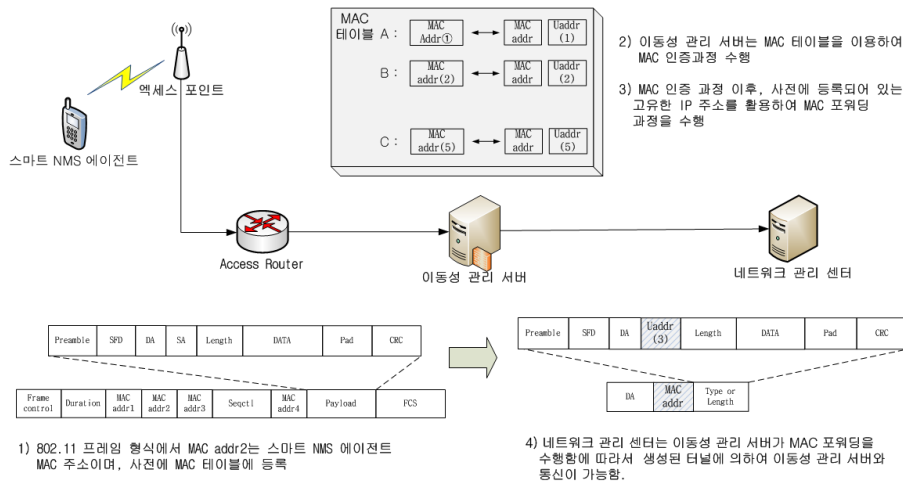 MAC
테이블 A :
MAC
Addr①
MAC
addr
Uaddr
(1)
B :
MAC
addr(2)
MAC
addr
Uaddr
(2)
C :
MAC
addr(5)
MAC
addr
Uaddr
(5)
2) 이동성 관리 서버는 MAC 테이블을 이용하여
MAC 인증과정 수행
3) MAC 인증 과정 이후, 사전에 등록되어 있는
고유한 IP 주소를 활용하여 MAC 포워딩
과정을 수행
엑세스 포인트
스마트 NMS 에이전트
Access Router
이동성 관리 서버
네트워크 관리 센터
Preamble SFD DA SA Length DATA Pad CRC
Frame
control
Duration
MAC
addr1
MAC
addr2
MAC
addr3
Seqctl
MAC
addr4
Payload
FCS
1) 802.11 프레임 형식에서 MAC addr2는 스마트 NMS 에이전트
MAC 주소이며, 사전에 MAC 테이블에 등록
Preamble SFD DA
Uaddr
(3)
Length DATA Pad CRC
DA
MAC
addr
Type or
Length
4) 네트워크 관리 센터는 이동성 관리 서버가 MAC 포워딩을
수행함에 따라서 생성된 터널에 의하여 이동성 관리 서버와
통신이 가능함.